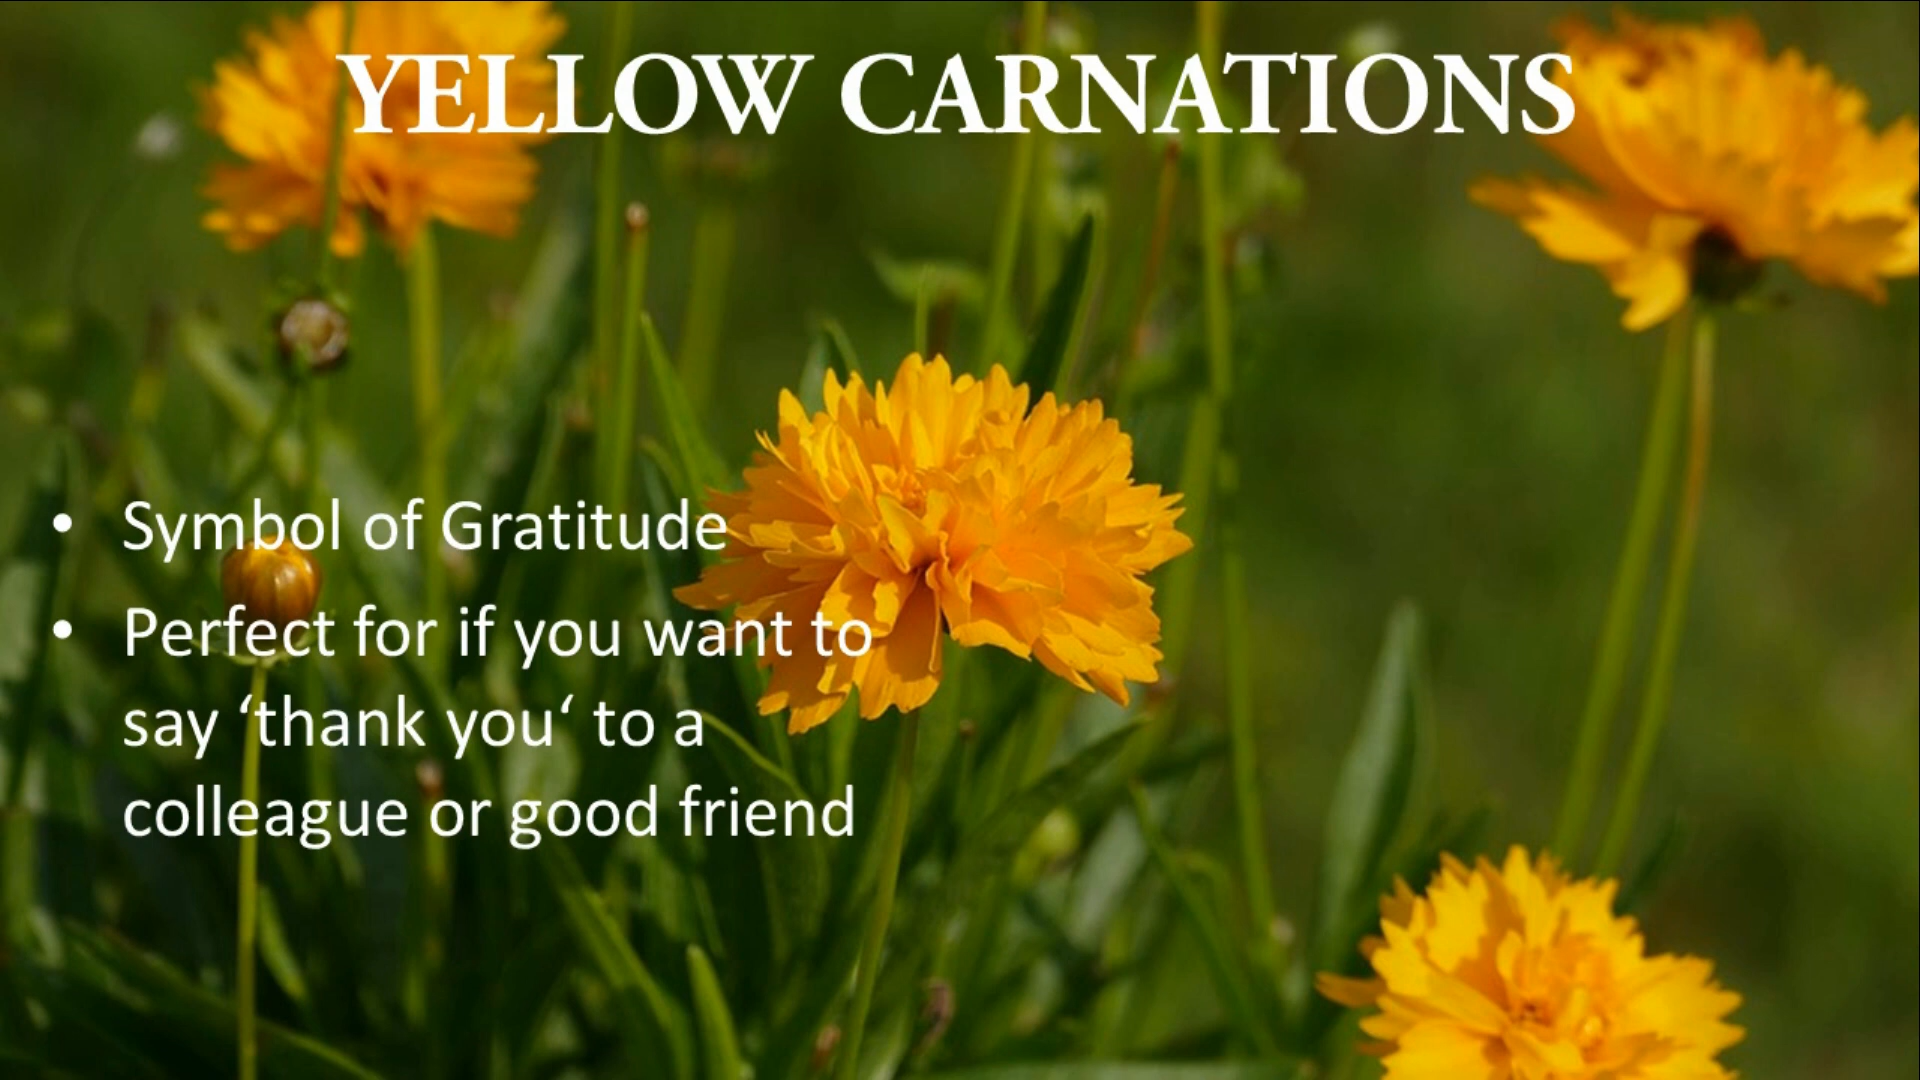 YELLOW CARNATIONS
• Symbol of Gratitude
• Perfect for if you want to
say ‘thank you‘ to a
colleague or good friend